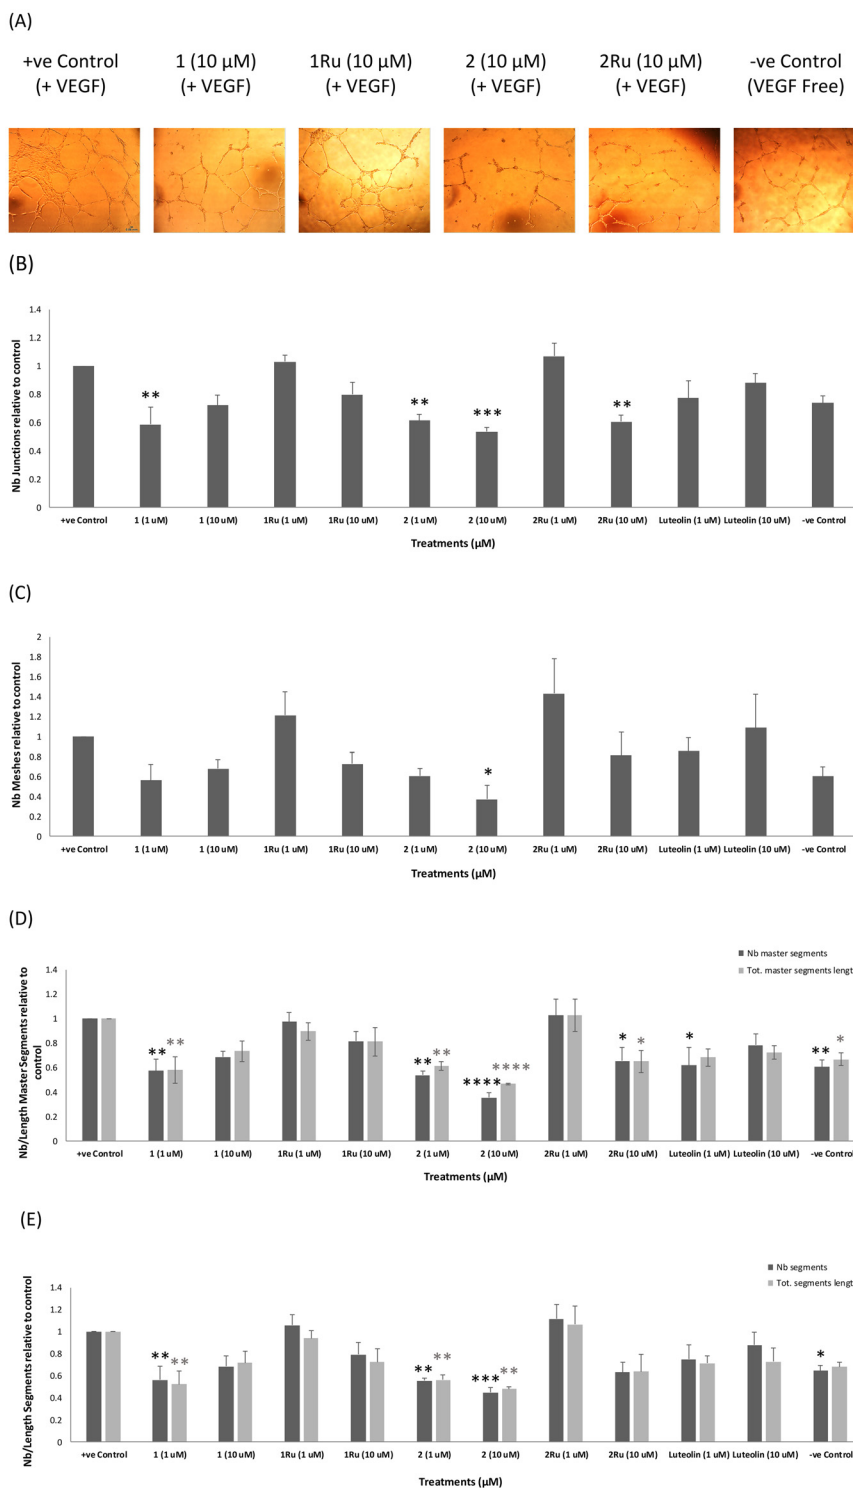 (A)
+ve Control 1 (10 µM) 1Ru (10 µM) 2 (10 µM) 2Ru (10 µM) -ve Control
(+ VEGF) (+ VEGF) (+ VEGF) (+ VEGF) (+ VEGF) (VEGF Free)
(B)
Nb Junctions relative to control
1.4
1.2
1
0.8
0.6
0.4
0.2
0
** ** *** **
+ve Control 1 (1 uM) 1 (10 uM) 1Ru (1 uM) 1Ru (10 uM) 2 (1 uM) 2 (10 uM) 2Ru (1 uM) 2Ru (10 uM) Luteolin (1 uM) Luteolin (10 uM) -ve Control
Treatments (µM)
(C)
Nb Meshes relative to control
2
1.8
1.6
1.4
1.2
1
0.8
0.6
0.4
0.2
0
*
+ve Control 1 (1 uM) 1 (10 uM) 1Ru (1 uM) 1Ru (10 uM) 2 (1 uM) 2 (10 uM) 2Ru (1 uM) 2Ru (10 uM) Luteolin (1 uM) Luteolin (10 uM) -ve Control
Treatments (µM)
(D)
Nb master segments
Tot. master segments lenght
Nb/Length Master Segments relative to
control
1.4
1.2
1
0.8
0.6
0.4
0.2
0
** ** ** ** **** **** * * * ** *
+ve Control 1 (1 uM) 1 (10 uM) 1Ru (1 uM) 1Ru (10 uM) 2 (1 uM) 2 (10 uM) 2Ru (1 uM) 2Ru (10 uM) Luteolin (1 uM) Luteolin (10 uM) -ve Control
Treatments (µM)
(E)
Nb segments
Tot. segments lenght
Nb/Length Segments relative to control
1.4
1.2
1
0.8
0.6
0.4
0.2
0
** ** ** ** *** ** *
+ve Control 1 (1 uM) 1 (10 uM) 1Ru (1 uM) 1Ru (10 uM) 2 (1 uM) 2 (10 uM) 2Ru (1 uM) 2Ru (10 uM) Luteolin (1 uM) Luteolin (10 uM) -ve Control
Treatments (µM)